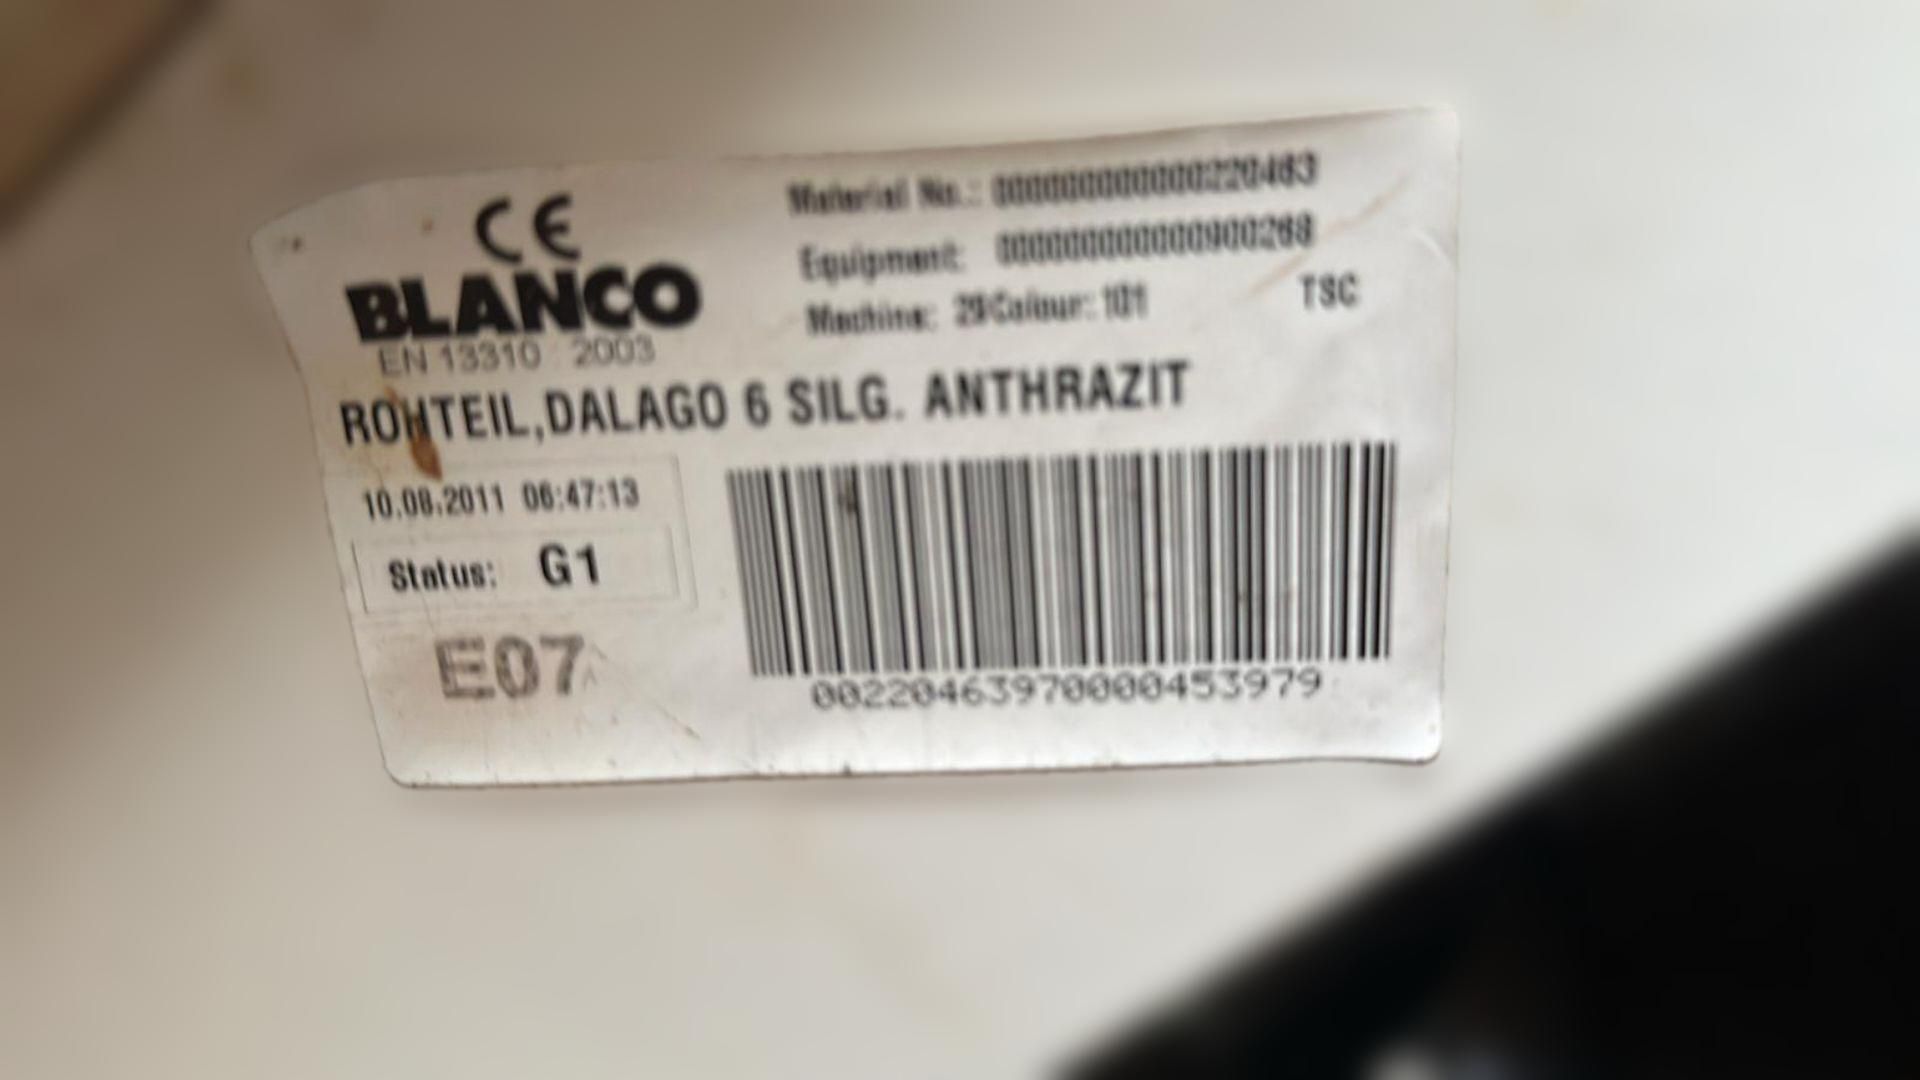 CE
BLANCO
EN 13310 : 2003
Material No.: 000000000000220463
Equipment: 000000000000900268
Machine: 29 Colour: 101 TSC
ROHTEIL,DALAGO 6 SILG. ANTHRAZIT
10.08.2011 06:47:13
Status: G1
E07
00220463970000453979